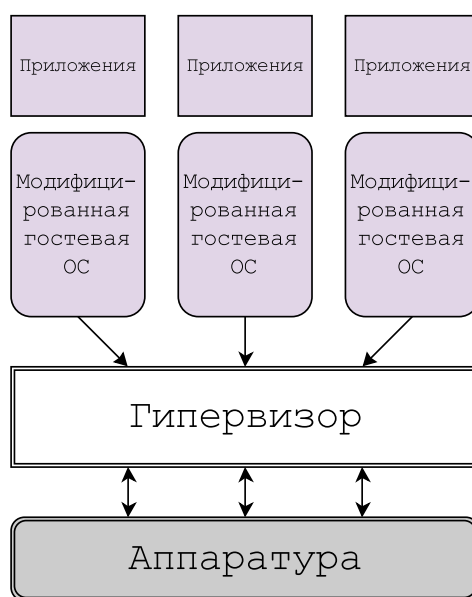 Приложения
Приложения
Приложения
Модифици-
рованная
гостевая
ОС
Модифици-
рованная
гостевая
ОС
Модифици-
рованная
гостевая
ОС
Гипервизор
Аппаратура